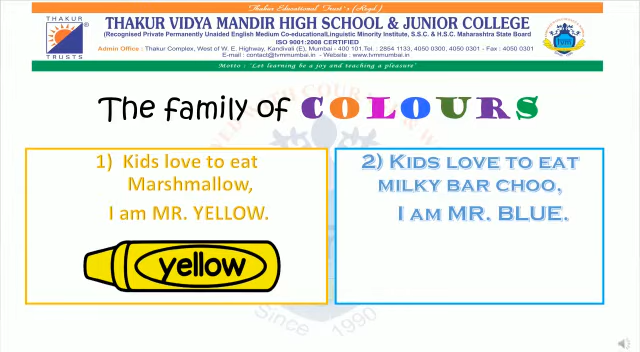 Thakur Educational Trust's (Regd.)
THAKUR VIDYA MANDIR HIGH SCHOOL & JUNIOR COLLEGE
(Recognised Private Permanently Unaided English Medium Co-educational/Linguistic Minority Institute, S.S.C. & H.S.C. Maharashtra State Board
ISO 9001:2008 CERTIFIED
Admin Office : Thakur Complex, West of W. E. Highway, Kandivali (E), Mumbai - 400 101. Tel. : 2854 1133, 4050 0300, 4050 0301 - Fax : 4050 0301
E-mail : contact@tvmmumbai.in - Website : www.tvmmumbai.in
Motto : "Let learning be a joy and teaching a pleasure"
THAKUR
TRUSTS
The family of COLOURS
1) Kids love to eat
Marshmallow,
I am MR. YELLOW.
yellow
2) KIDS LOVE TO EAT
MILKY BAR CHOO,
I AM MR. BLUE.
Since 1990